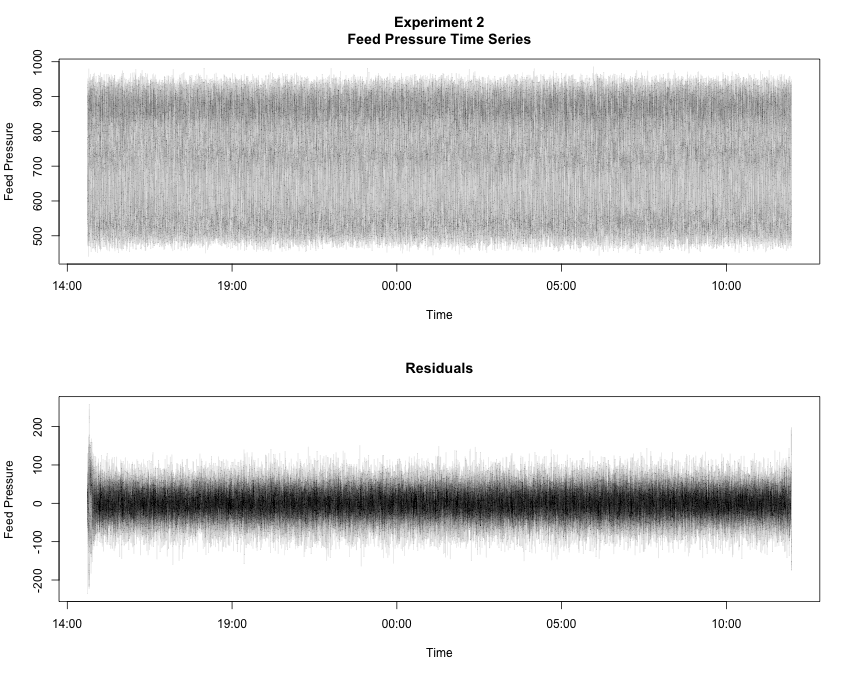 Experiment 2
Feed Pressure Time Series
Feed Pressure
1000
900
800
700
600
500
14:00 19:00 00:00 05:00 10:00
Time
Residuals
Feed Pressure
200
100
0
-100
-200
14:00 19:00 00:00 05:00 10:00
Time